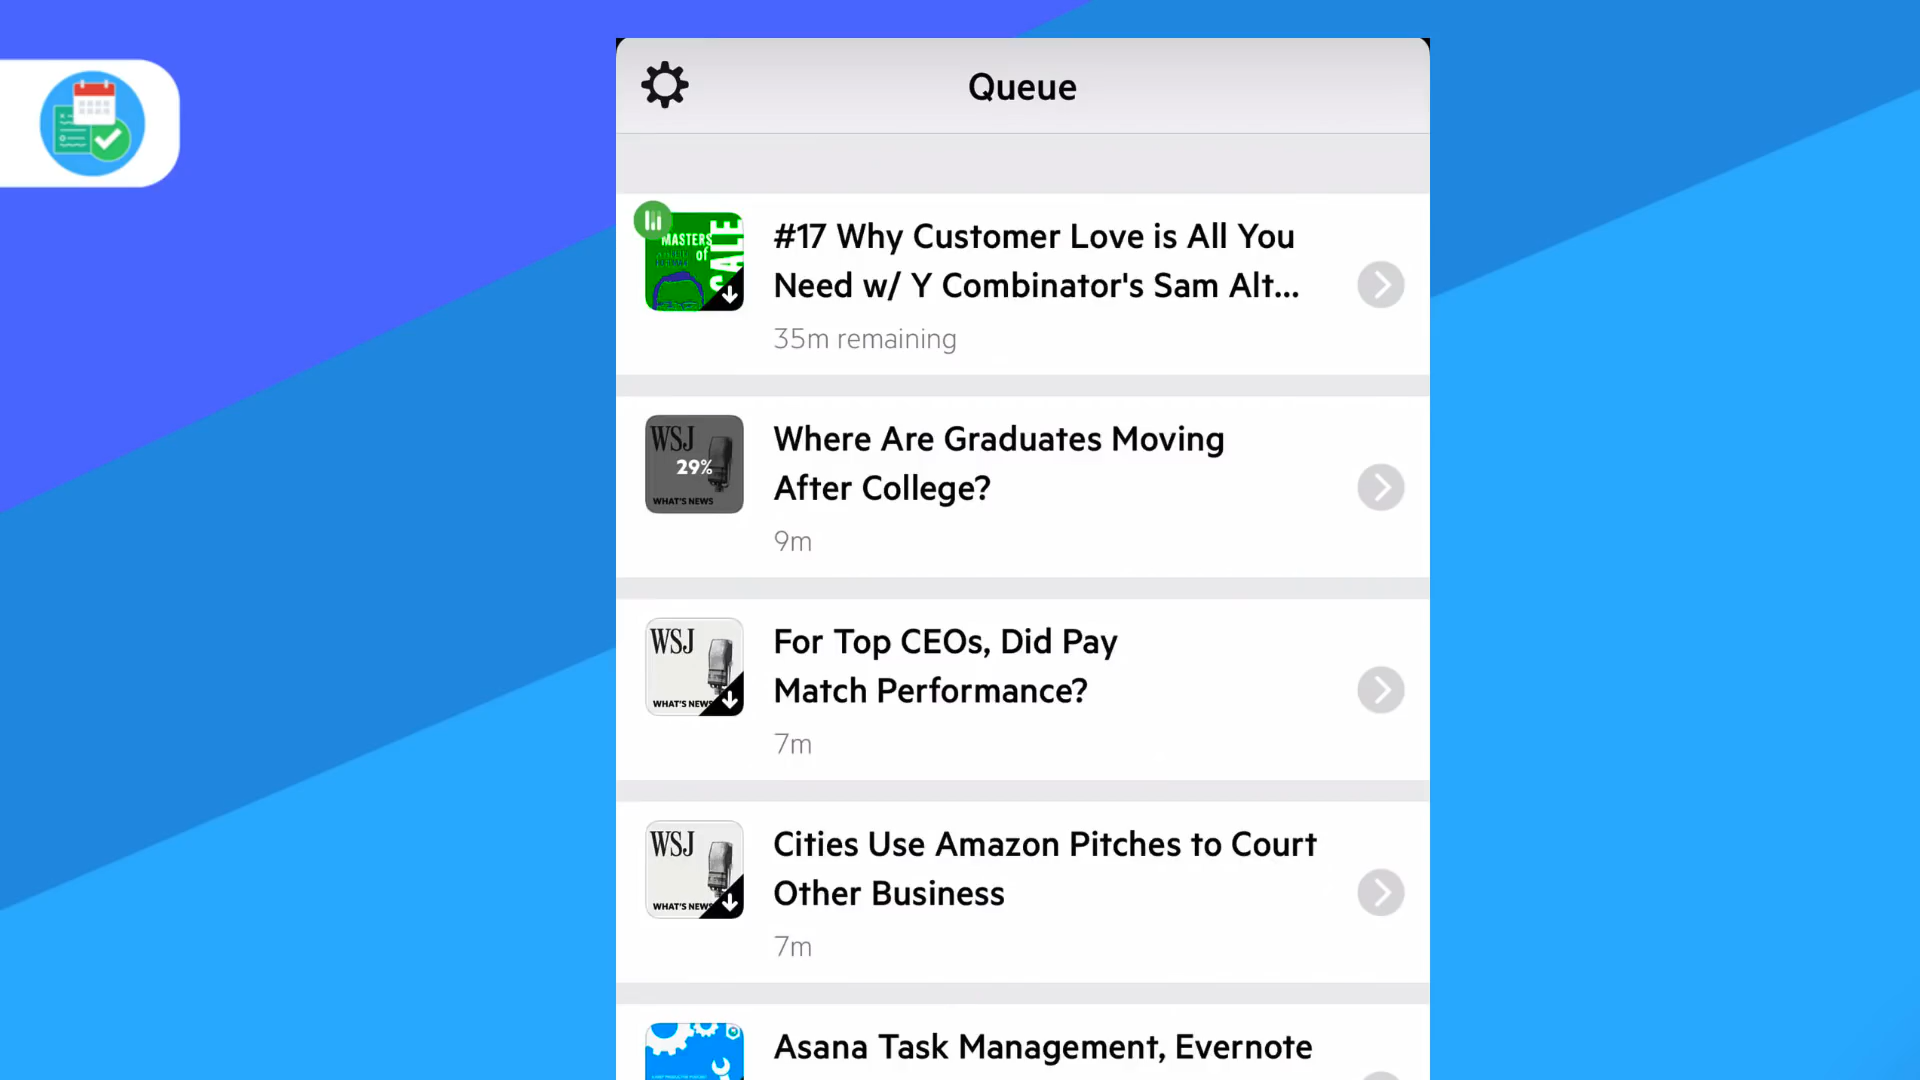 Queue
MASTERS
of
SCALE
#17 Why Customer Love is All You
Need w/ Y Combinator's Sam Alt...
35m remaining
WSJ
29%
WHAT'S NEWS
Where Are Graduates Moving
After College?
9m
WSJ
WHAT'S NEWS
For Top CEOs, Did Pay
Match Performance?
7m
WSJ
WHAT'S NEWS
Cities Use Amazon Pitches to Court
Other Business
7m
Asana Task Management, Evernote